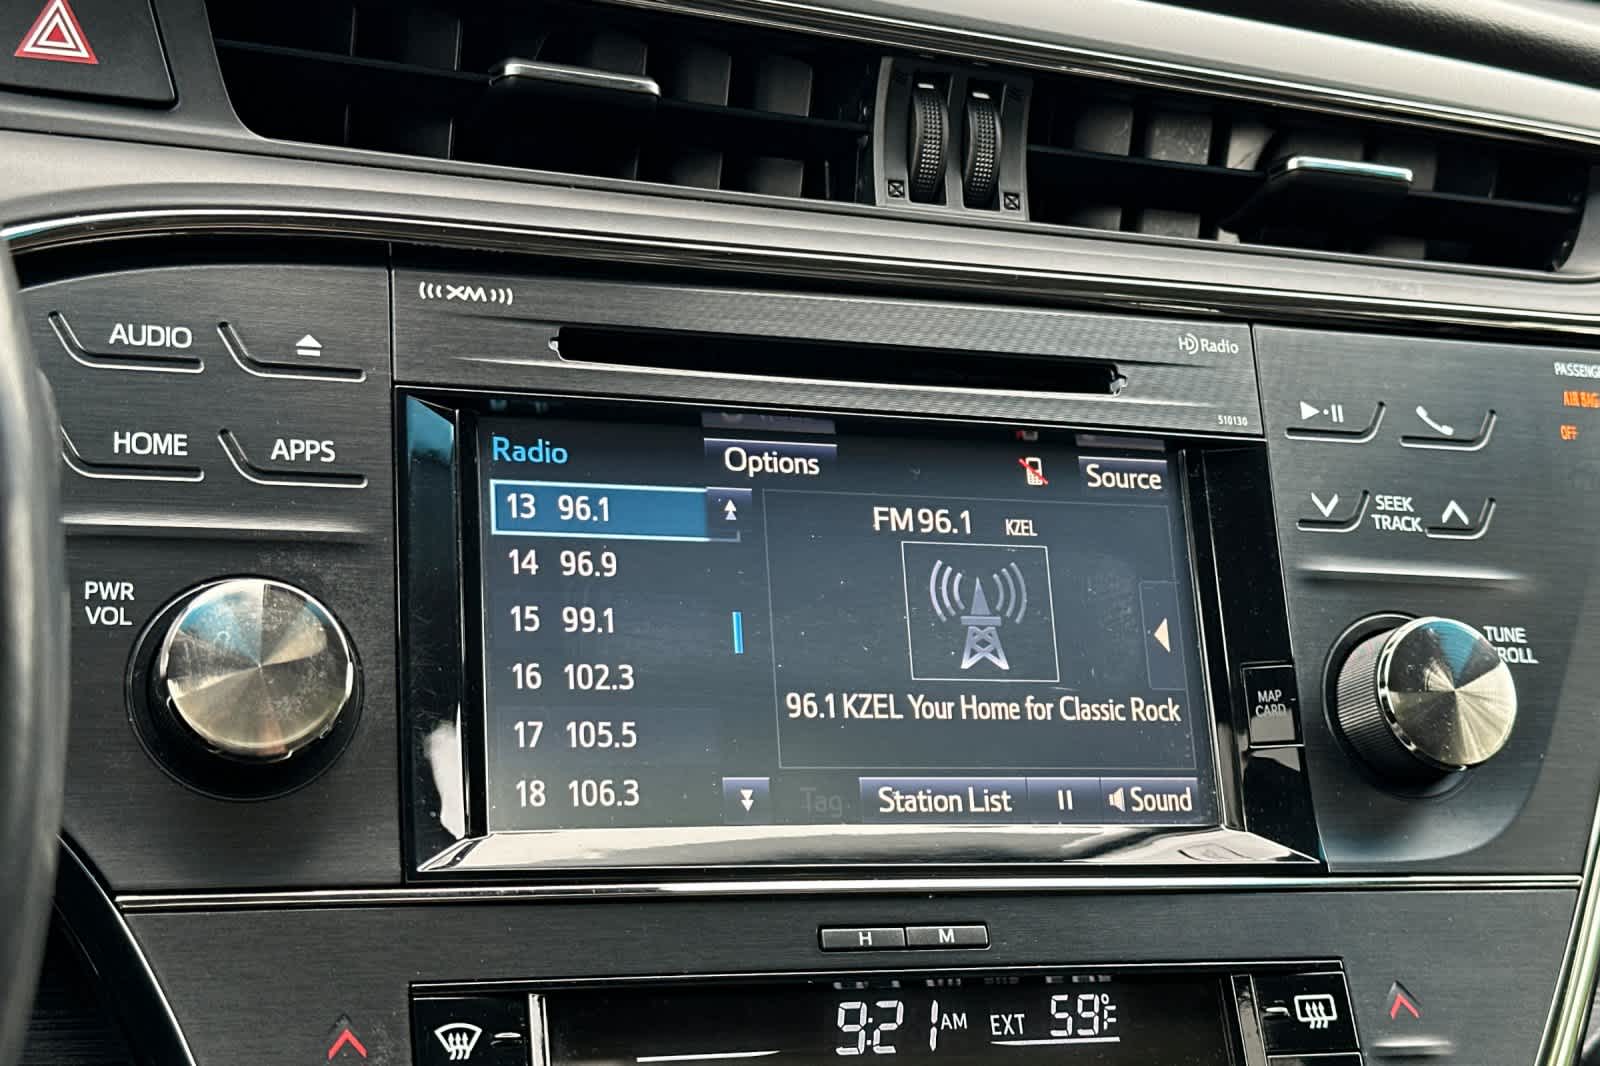 XM
HD Radio
510130
AUDIO
HOME
APPS
PWR
VOL
Radio
Options
Source
13 96.1
14 96.9
15 99.1
16 102.3
17 105.5
18 106.3
FM 96.1 KZEL
96.1 KZEL Your Home for Classic Rock
Tag
Station List
Sound
MAP
CARD
PASSENGE
AIR BAG
OFF
SEEK
TRACK
TUNE
ROLL
H
M
9:21 AM EXT 59°F